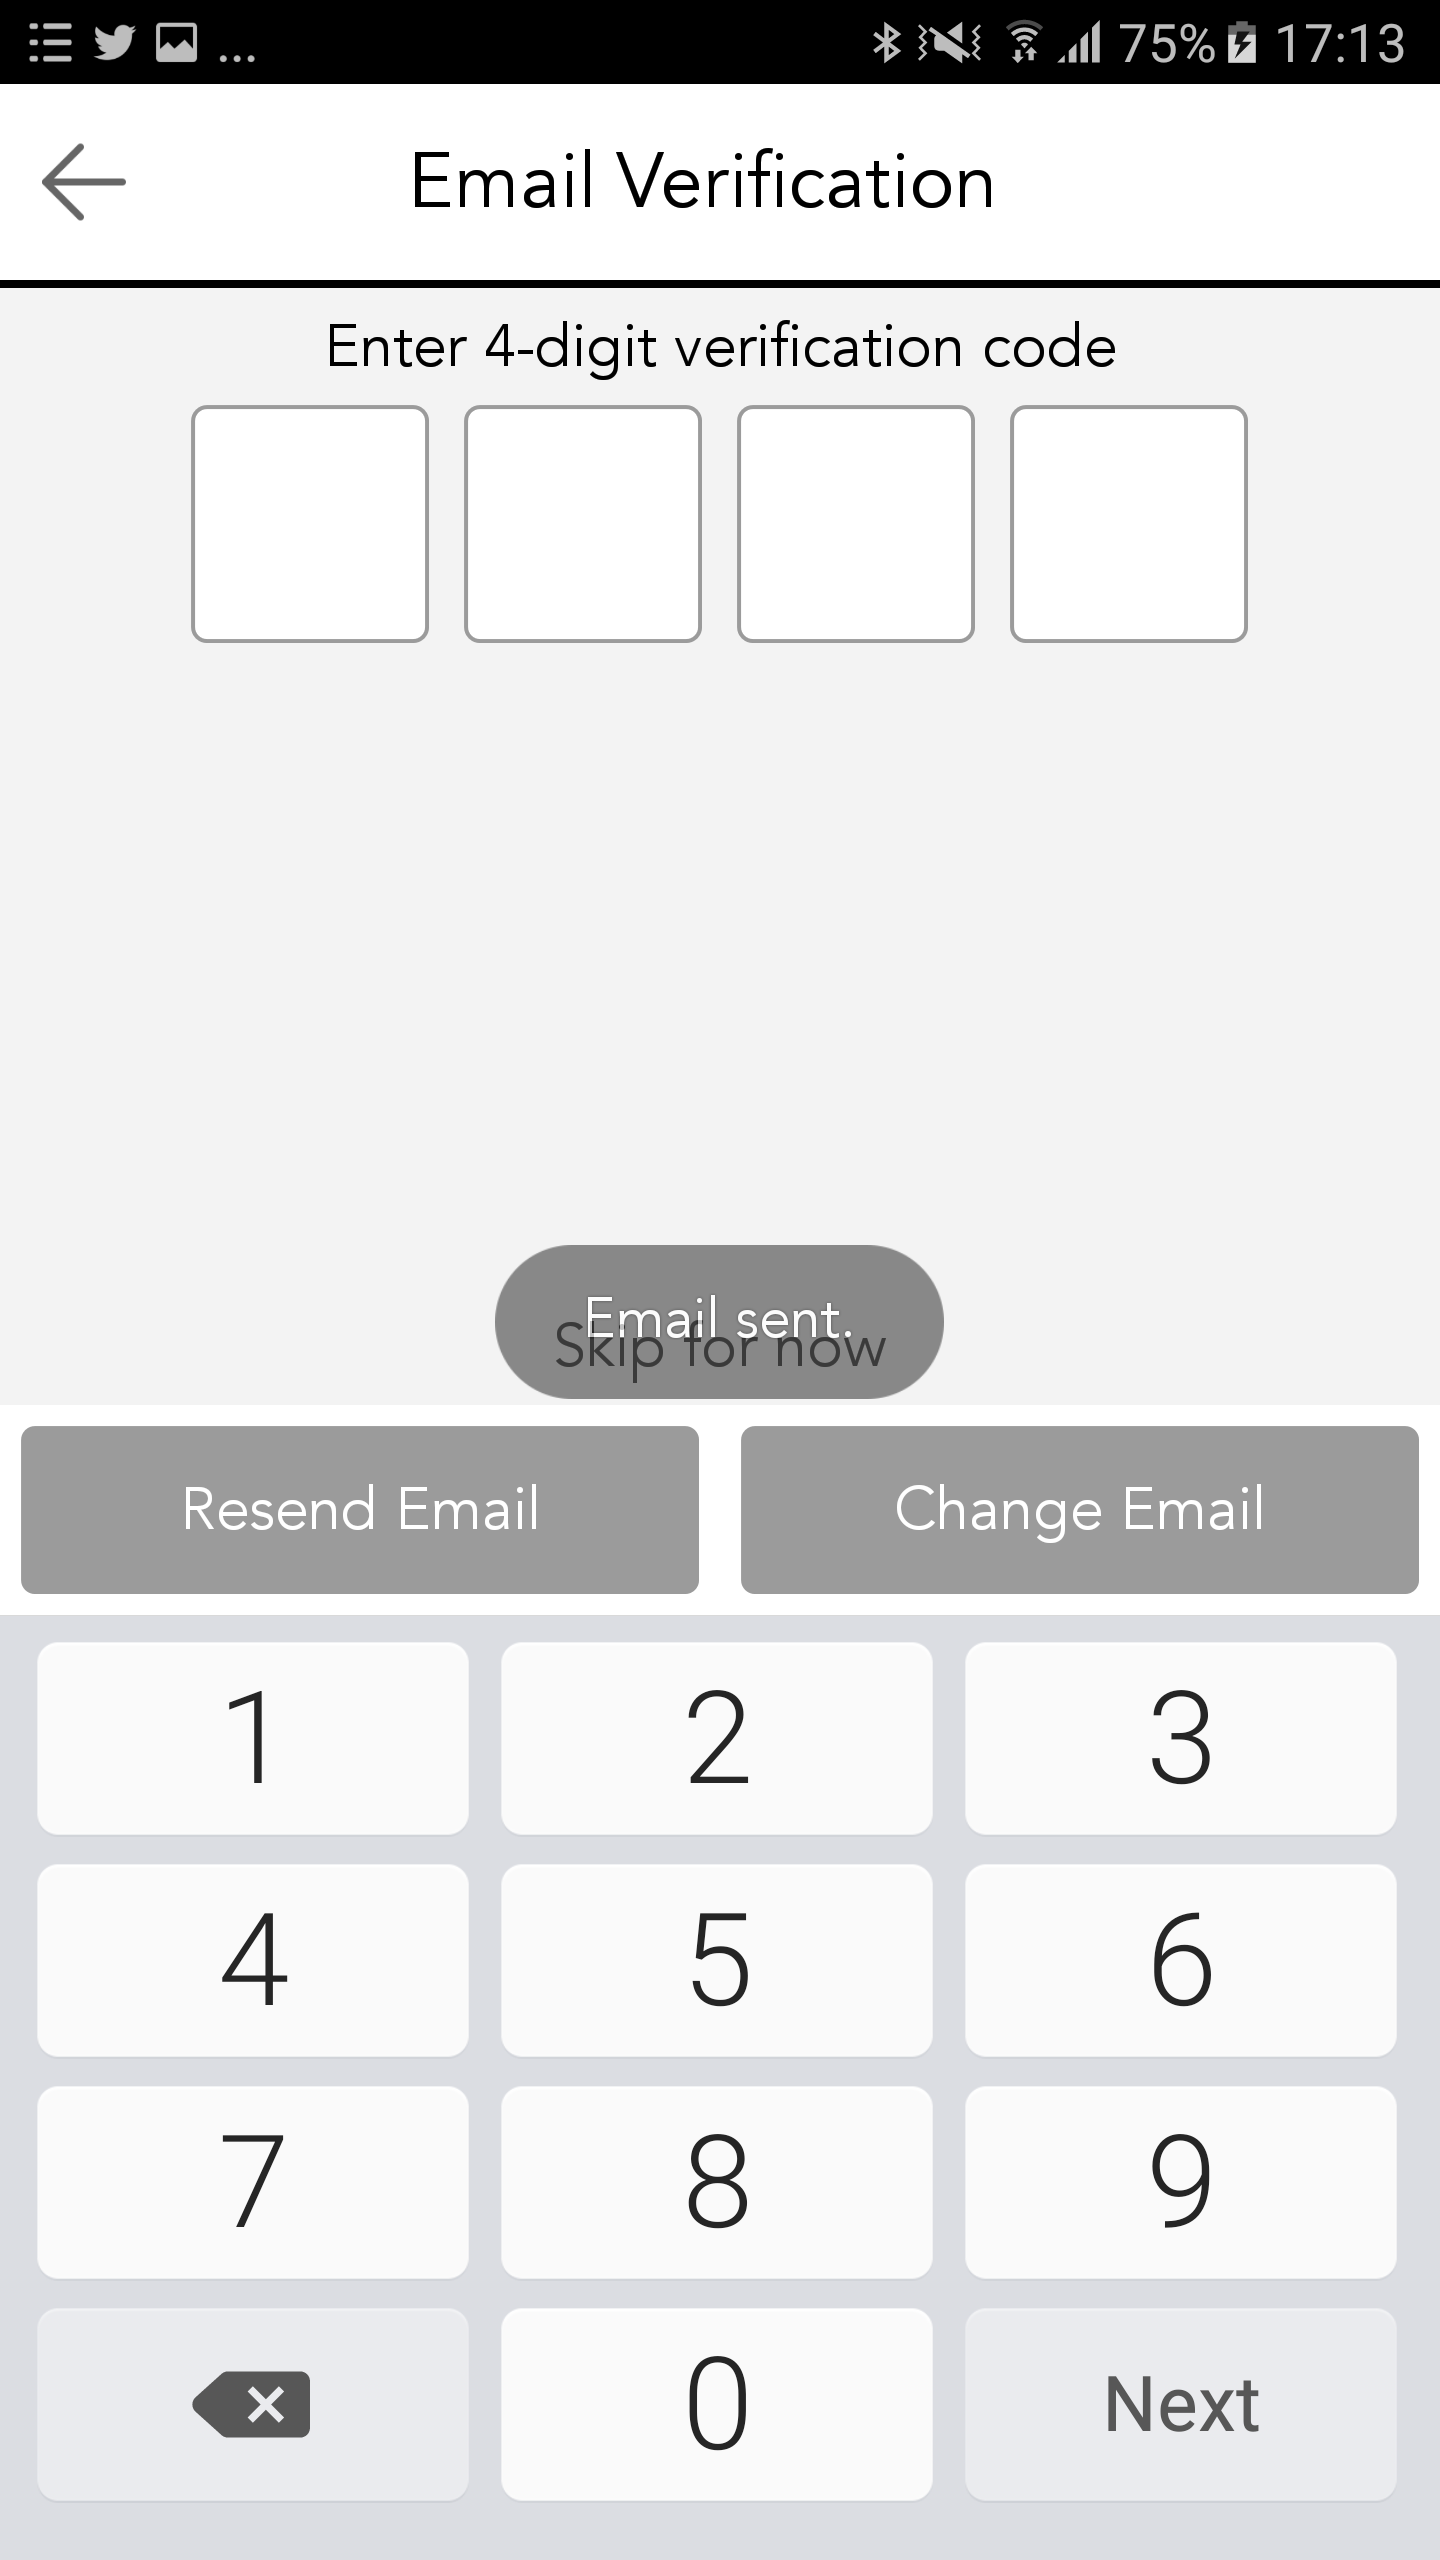 ... 75% 17:13
Email Verification
Enter 4-digit verification code
Email sent.
Skip for now
Resend Email Change Email
1 2 3
4 5 6
7 8 9
0 Next